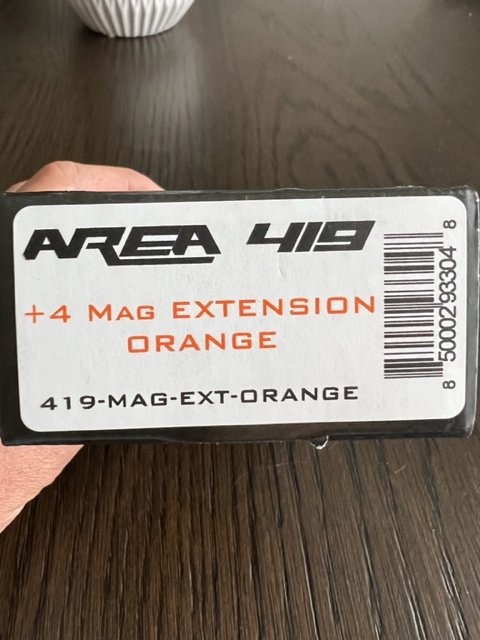 AREA 419
+4 MAG EXTENSION
ORANGE
419-MAG-EXT-ORANGE
8 50002 93304 8